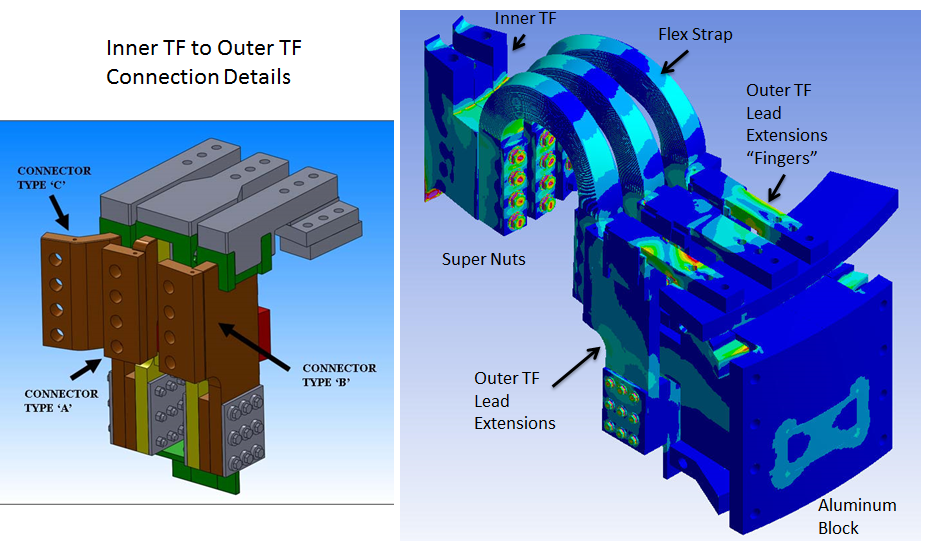 Inner TF to Outer TF
Connection Details
CONNECTOR
TYPE ‘C’
CONNECTOR
TYPE ‘A’
CONNECTOR
TYPE ‘B’
Inner TF
Flex Strap
Outer TF
Lead
Extensions
“Fingers”
Super Nuts
Outer TF
Lead
Extensions
Aluminum
Block